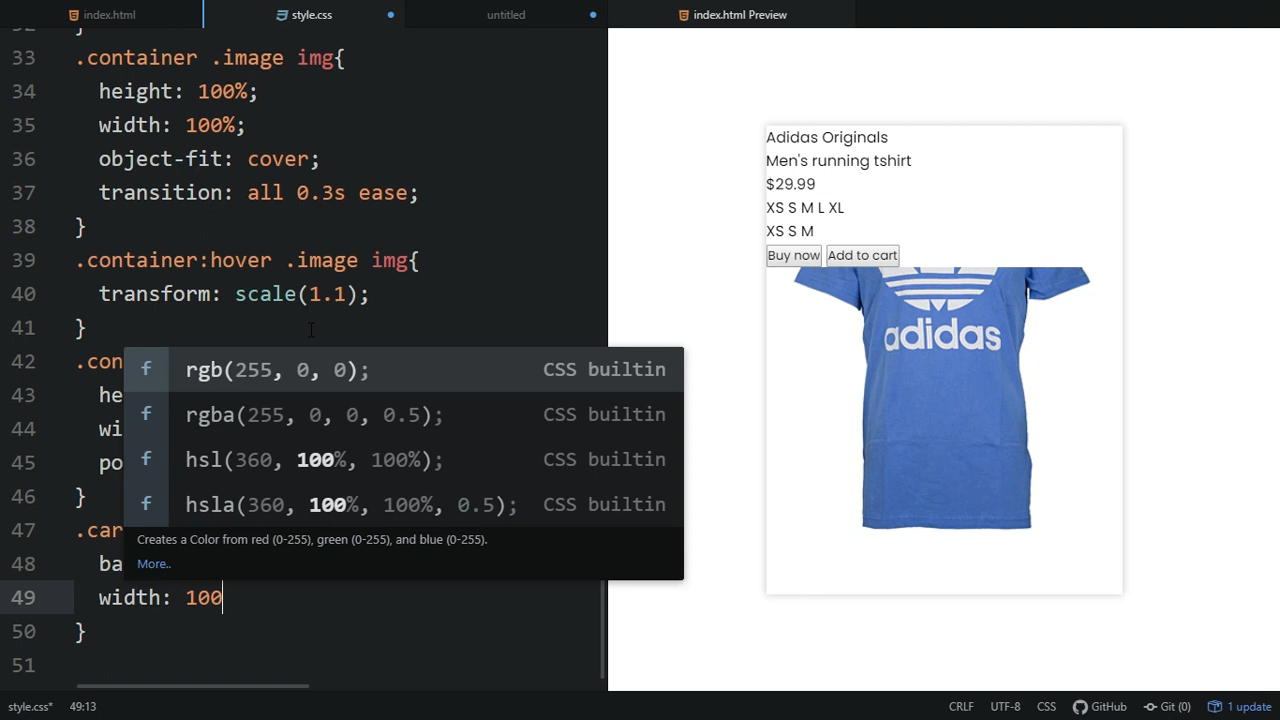 index.html
style.css
untitled
index.html Preview
33 .container .image img{
34 height: 100%;
35 width: 100%;
36 object-fit: cover;
37 transition: all 0.3s ease;
38 }
39 .container:hover .image img{
40 transform: scale(1.1);
41 }
42 .con
43 he
44 wi
45 po
46 }
47 .car
48 ba
49 width: 100
50 }
51
rgb(255, 0, 0); CSS builtin
rgba(255, 0, 0, 0.5); CSS builtin
hsl(360, 100%, 100%); CSS builtin
hsla(360, 100%, 100%, 0.5); CSS builtin
Creates a Color from red (0-255), green (0-255), and blue (0-255).
More..
Adidas Originals
Men's running tshirt
$29.99
XS S M L XL
XS S M
Buy now Add to cart
adidas
style.css* 49:13 CRLF UTF-8 CSS GitHub Git (0) 1 update